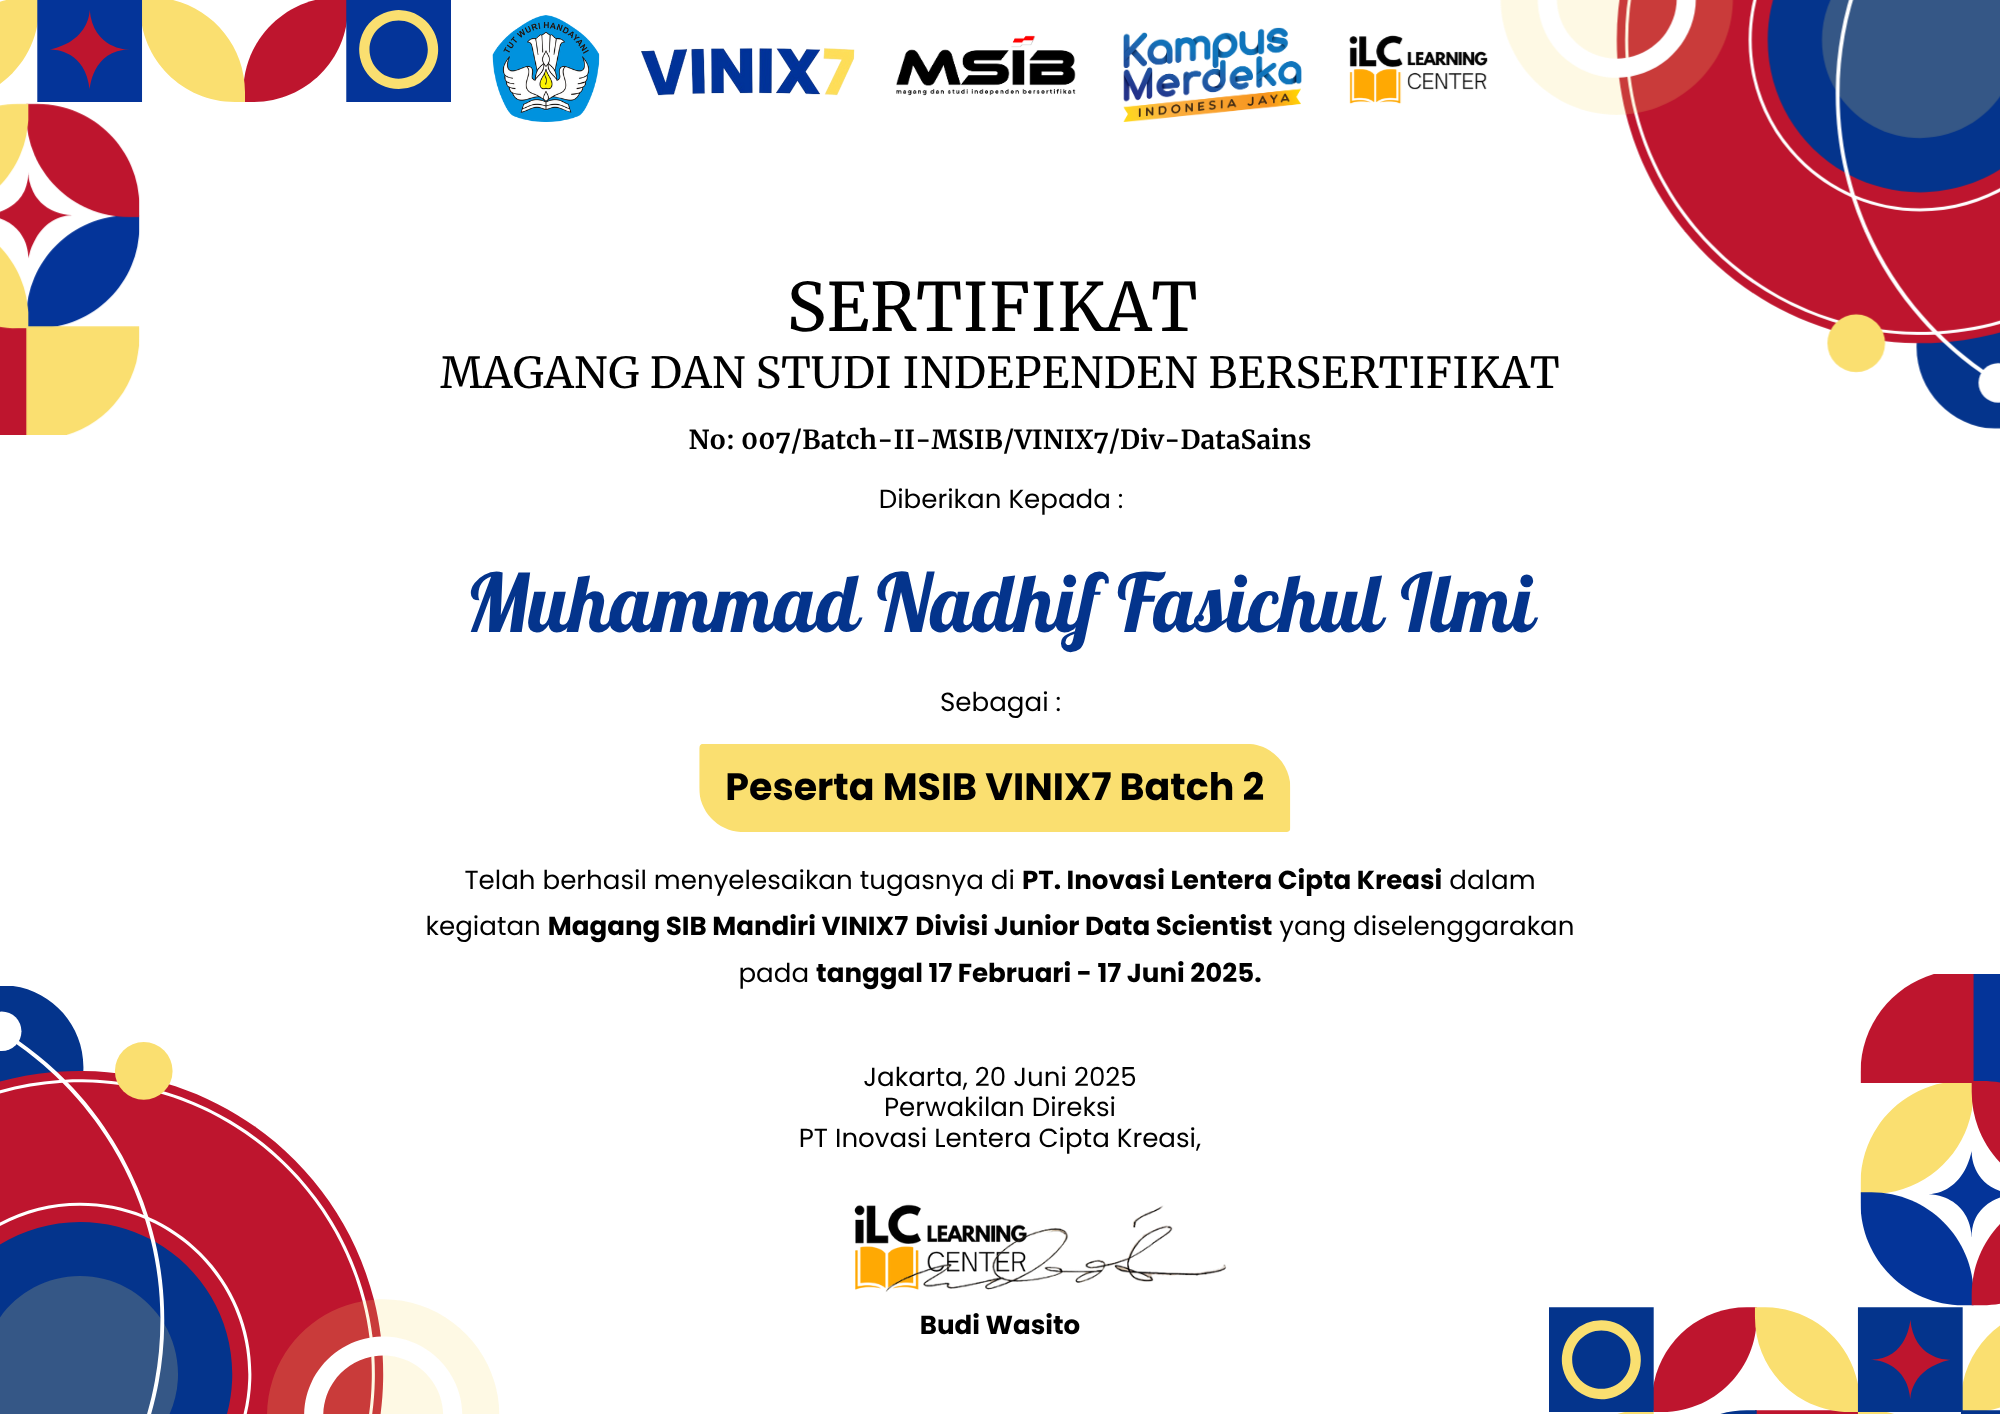 TUT WURI HANDAYANI
VINIX7
MSIB
magang dan studi independen bersertifikat
Kampus
Merdeka
INDONESIA JAYA
iLC LEARNING
CENTER
SERTIFIKAT
MAGANG DAN STUDI INDEPENDEN BERSERTIFIKAT
No: 007/Batch-II-MSIB/VINIX7/Div-DataSains
Diberikan Kepada :
Muhammad Nadhif Fasichul Ilmi
Sebagai :
Peserta MSIB VINIX7 Batch 2
Telah berhasil menyelesaikan tugasnya di PT. Inovasi Lentera Cipta Kreasi dalam
kegiatan Magang SIB Mandiri VINIX7 Divisi Junior Data Scientist yang diselenggarakan
pada tanggal 17 Februari - 17 Juni 2025.
Jakarta, 20 Juni 2025
Perwakilan Direksi
PT Inovasi Lentera Cipta Kreasi,
iLC LEARNING
CENTER
Budi Wasito